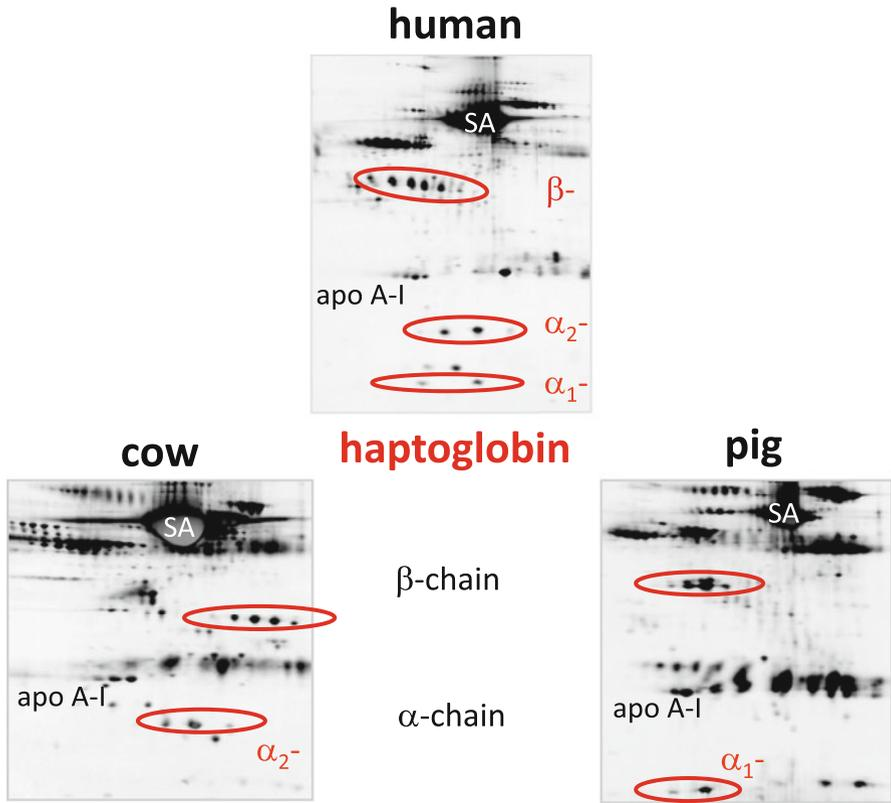 human
SA
β-
apo A-I
α₂-
α₁-
cow
haptoglobin
pig
SA
SA
β-chain
apo A-I
α-chain
apo A-I
α₂-
α₁-